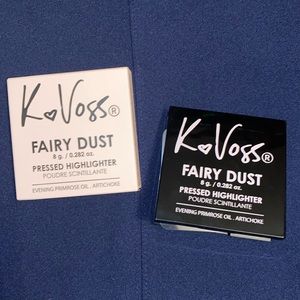 K♥Voss®
FAIRY DUST
8 g. / 0.282 oz.
PRESSED HIGHLIGHTER
POUDRE SCINTILLANTE
EVENING PRIMROSE OIL . ARTICHOKE
K♥Voss®
FAIRY DUST
8 g. / 0.282 oz.
PRESSED HIGHLIGHTER
POUDRE SCINTILLANTE
EVENING PRIMROSE OIL . ARTICHOKE